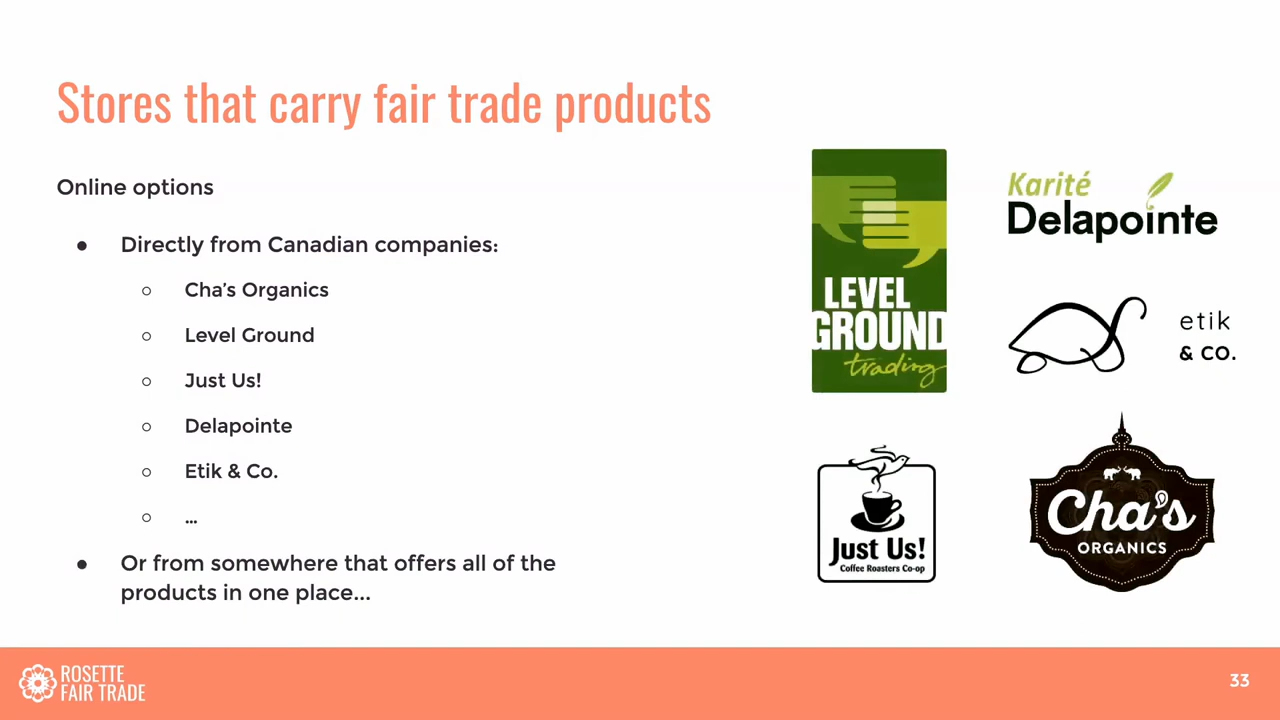 Stores that carry fair trade products
Online options
● Directly from Canadian companies:
○ Cha’s Organics
○ Level Ground
○ Just Us!
○ Delapointe
○ Etik & Co.
○ ...
● Or from somewhere that offers all of the
products in one place...
LEVEL
GROUND
trading
Karité
Delapointe
etik
& CO.
Just Us!
Coffee Roasters Co-op
Cha's
ORGANICS
ROSETTE
FAIR TRADE
33